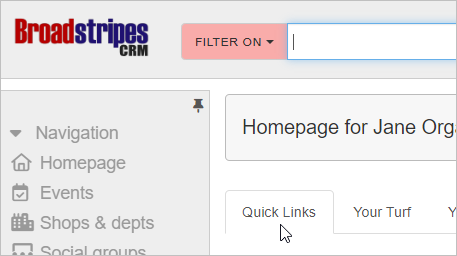 Broadstripes
CRM
FILTER ON
Navigation
Homepage for Jane Orga
Homepage
Events
Quick Links Your Turf Y
Shops & depts
Social groups